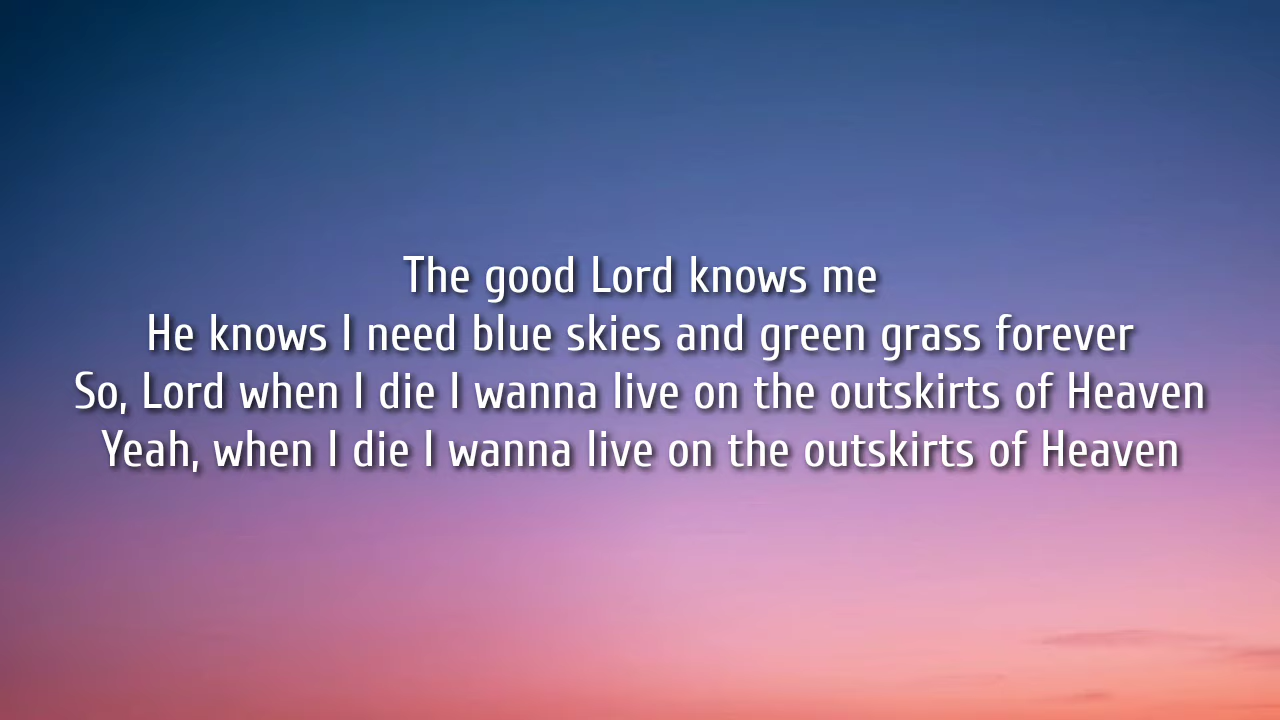 The good Lord knows me
He knows I need blue skies and green grass forever
So, Lord when I die I wanna live on the outskirts of Heaven
Yeah, when I die I wanna live on the outskirts of Heaven